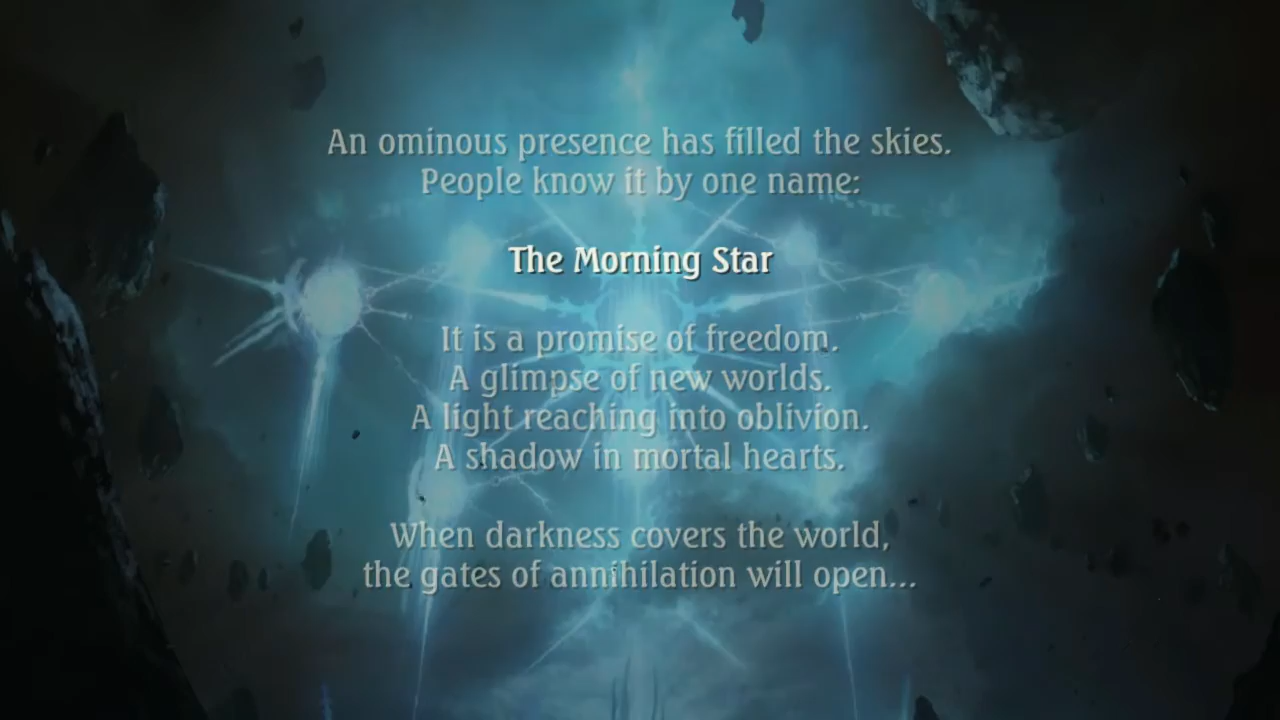 An ominous presence has filled the skies.
People know it by one name:
The Morning Star
It is a promise of freedom.
A glimpse of new worlds.
A light reaching into oblivion.
A shadow in mortal hearts.
When darkness covers the world,
the gates of annihilation will open...